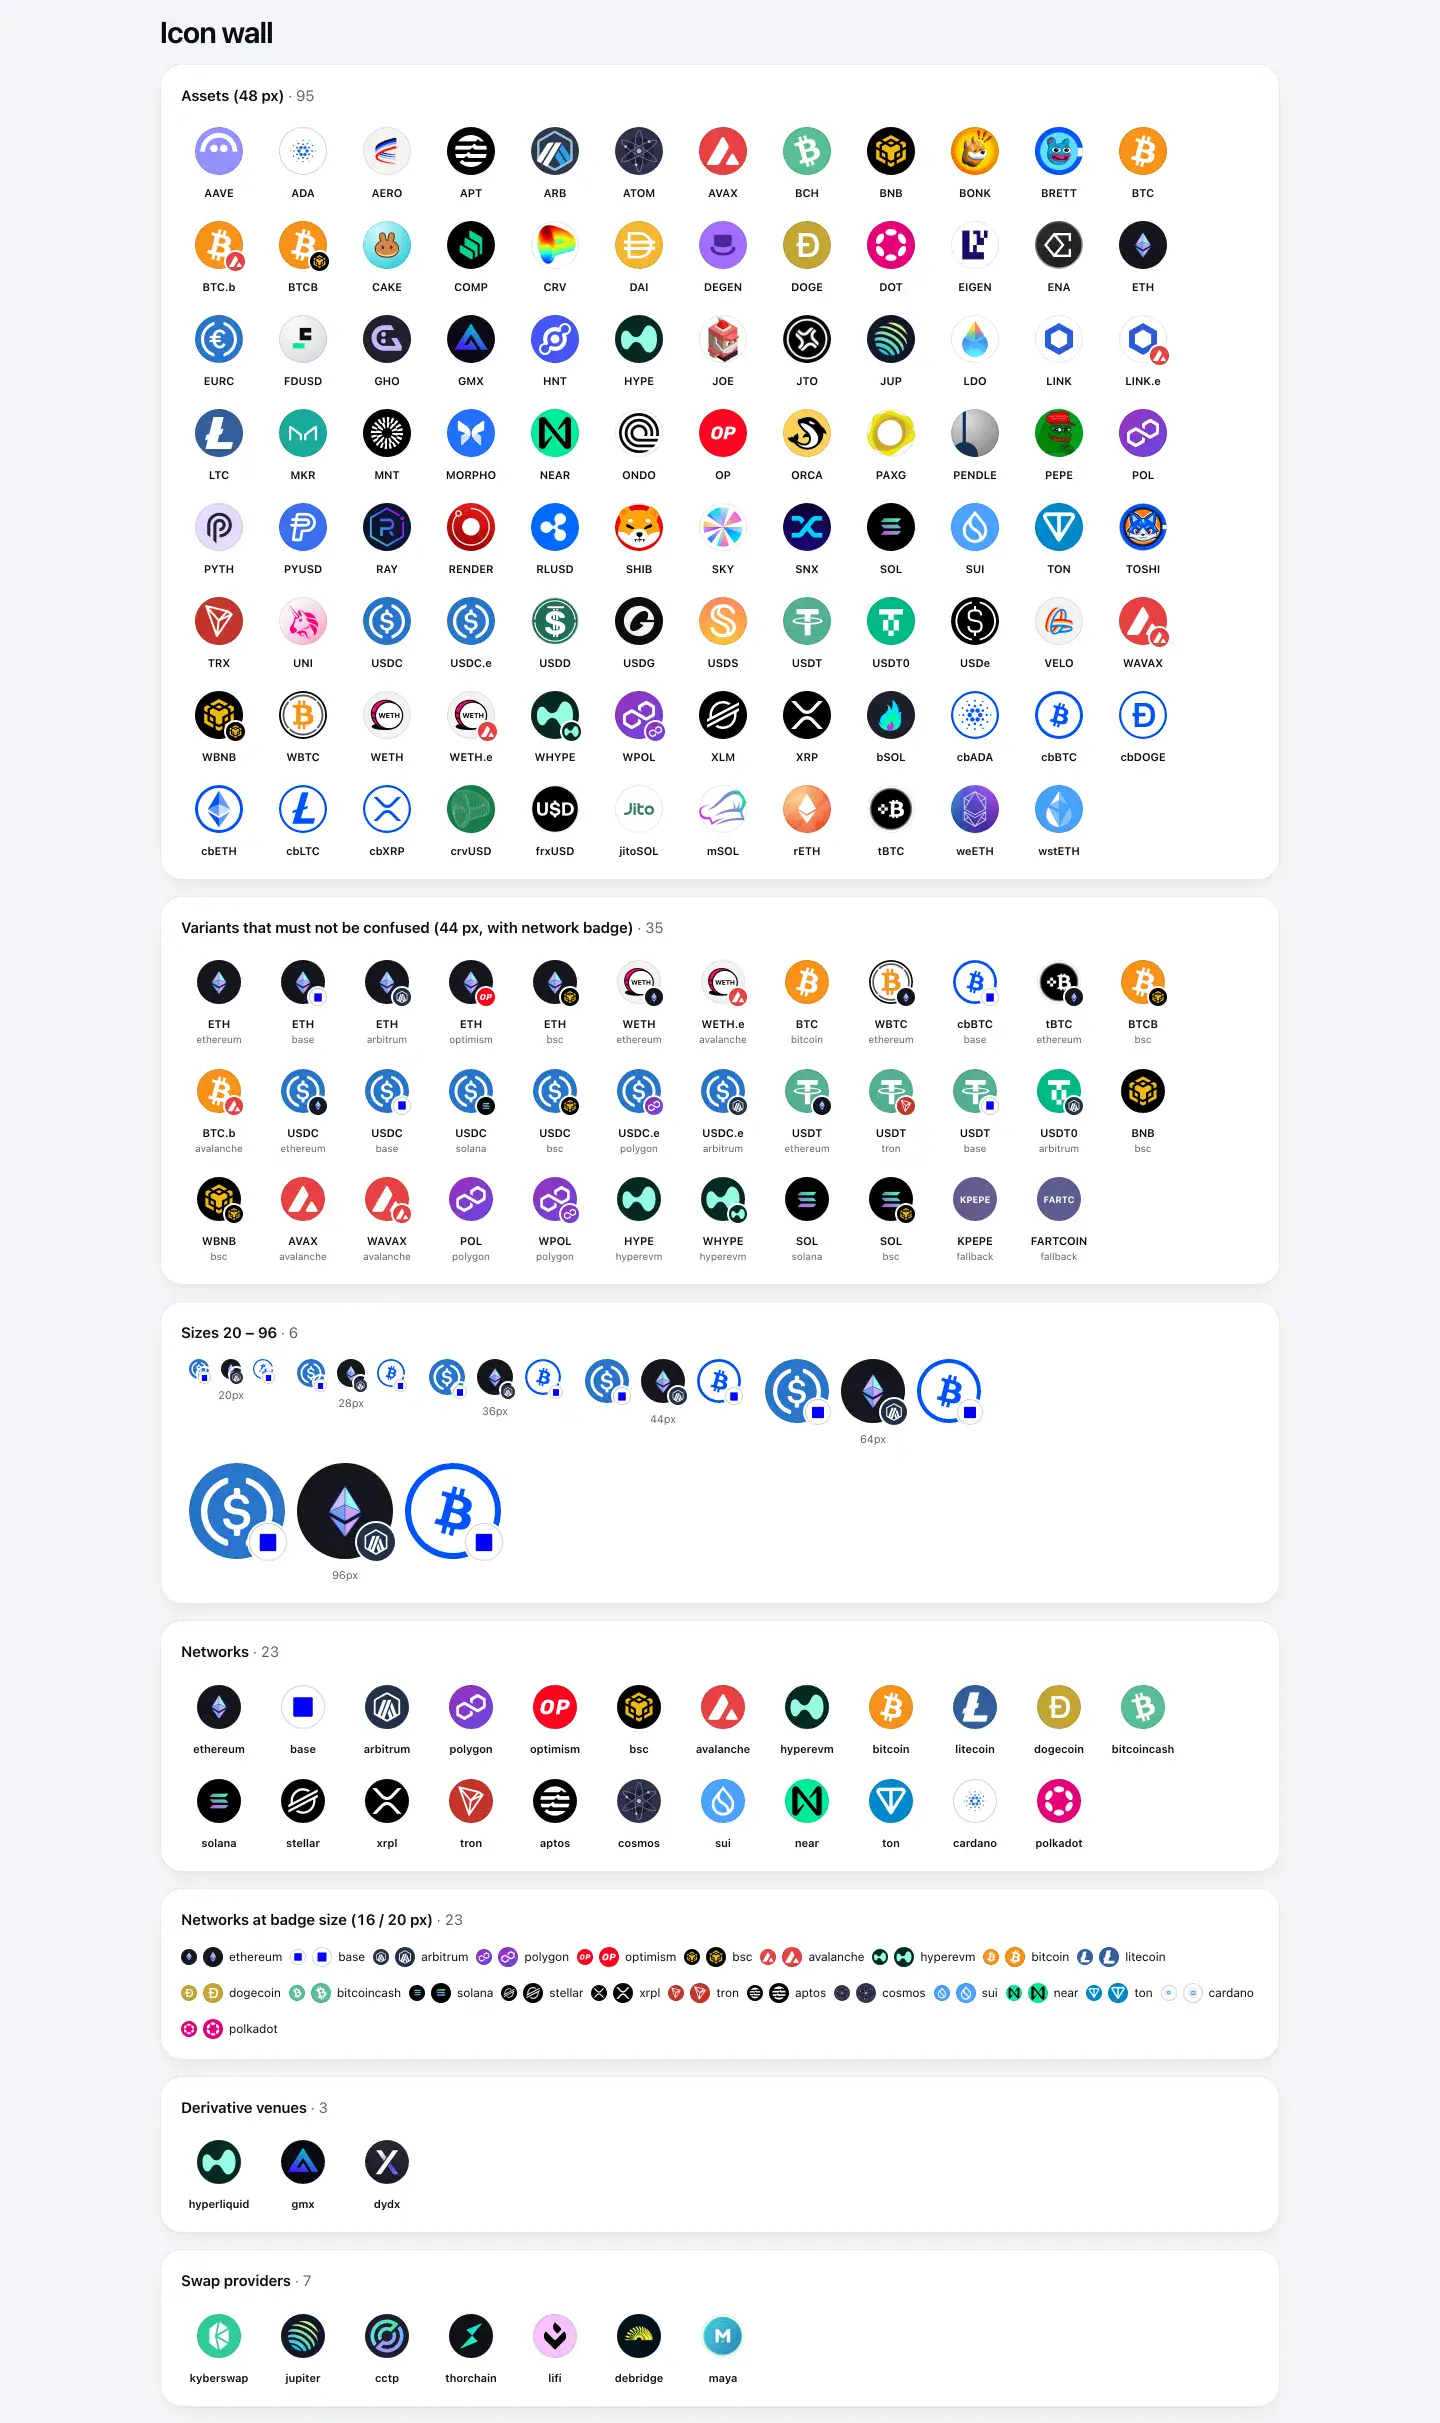 Icon wall
Assets (48 px) · 95
AAVE ADA AERO APT ARB ATOM AVAX BCH BNB BONK BRETT BTC
BTC.b BTCB CAKE COMP CRV DAI DEGEN DOGE DOT EIGEN ENA ETH
EURC FDUSD GHO GMX HNT HYPE JOE JTO JUP LDO LINK LINK.e
OP
LTC MKR MNT MORPHO NEAR ONDO OP ORCA PAXG PENDLE PEPE POL
PYTH PYUSD RAY RENDER RLUSD SHIB SKY SNX SOL SUI TON TOSHI
TRX UNI USDC USDC.e USDD USDG USDS USDT USDT0 USDe VELO WAVAX
WETH WETH
WBNB WBTC WETH WETH.e WHYPE WPOL XLM XRP bSOL cbADA cbBTC cbDOGE
U$D Jito
cbETH cbLTC cbXRP crvUSD frxUSD jitoSOL mSOL rETH tBTC weETH wstETH
Variants that must not be confused (44 px, with network badge) · 35
WETH WETH
OP
ETH ETH ETH ETH ETH WETH WETH.e BTC WBTC cbBTC tBTC BTCB
ethereum base arbitrum optimism bsc ethereum avalanche bitcoin ethereum base ethereum bsc
BTC.b USDC USDC USDC USDC USDC.e USDC.e USDT USDT USDT USDT0 BNB
avalanche ethereum base solana bsc polygon arbitrum ethereum tron base arbitrum bsc
KPEPE FARTC
WBNB AVAX WAVAX POL WPOL HYPE WHYPE SOL SOL KPEPE FARTCOIN
bsc avalanche avalanche polygon polygon hyperevm hyperevm solana bsc fallback fallback
Sizes 20 – 96 · 6
20px 28px 36px 44px 64px
96px
Networks · 23
OP
ethereum base arbitrum polygon optimism bsc avalanche hyperevm bitcoin litecoin dogecoin bitcoincash
solana stellar xrpl tron aptos cosmos sui near ton cardano polkadot
Networks at badge size (16 / 20 px) · 23
ethereum base arbitrum polygon OP OP optimism bsc avalanche hyperevm bitcoin litecoin
dogecoin bitcoincash solana stellar xrpl tron aptos cosmos sui near ton cardano
polkadot
Derivative venues · 3
hyperliquid gmx dydx
Swap providers · 7
M
kyberswap jupiter cctp thorchain lifi debridge maya